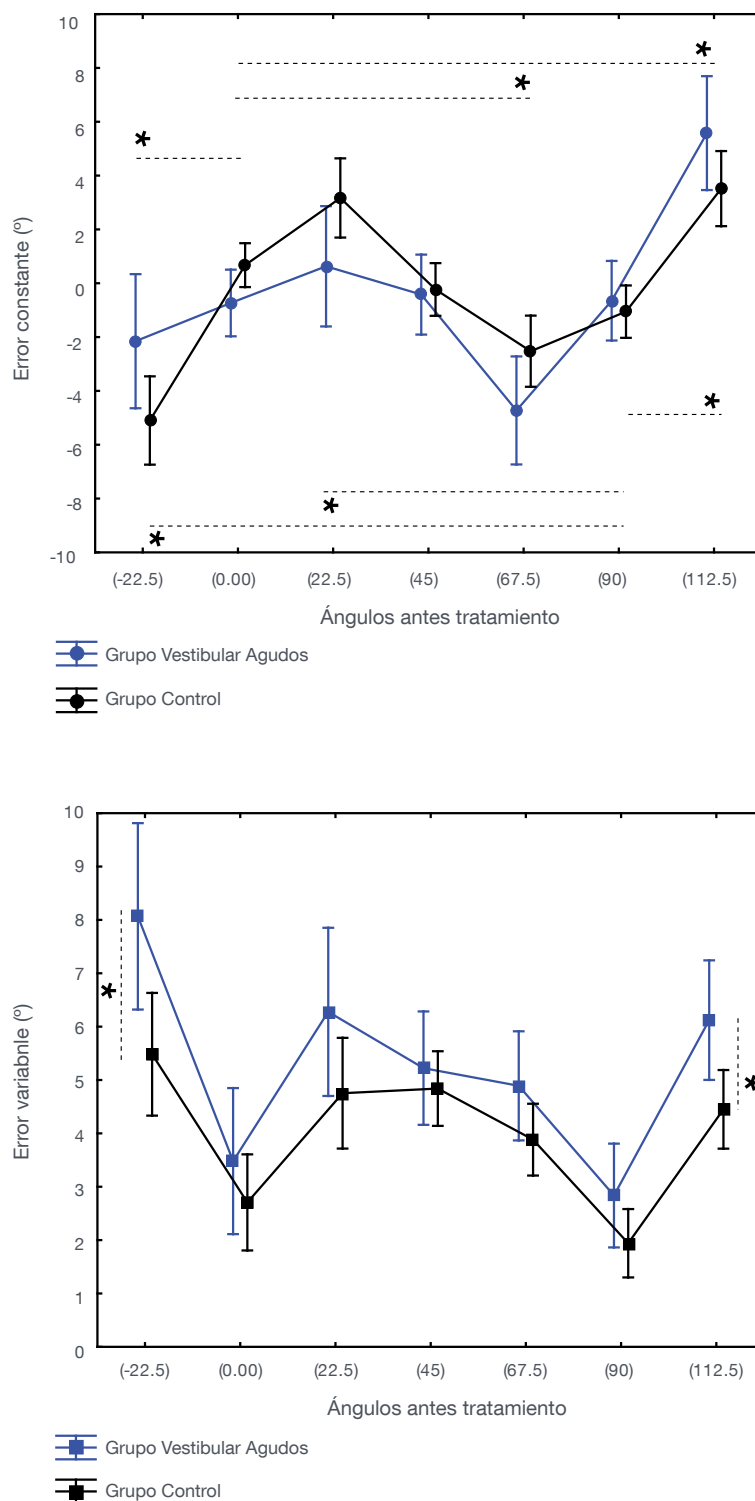 10
8
6
4
2
0
-2
-4
-6
-8
-10
Error constante (º)
(-22.5) (0.00) (22.5) (45) (67.5) (90) (112.5)
Ángulos antes tratamiento
Grupo Vestibular Agudos
Grupo Control
10
9
8
7
6
5
4
3
2
1
0
Error variabnle (º)
(-22.5) (0.00) (22.5) (45) (67.5) (90) (112.5)
Ángulos antes tratamiento
Grupo Vestibular Agudos
Grupo Control